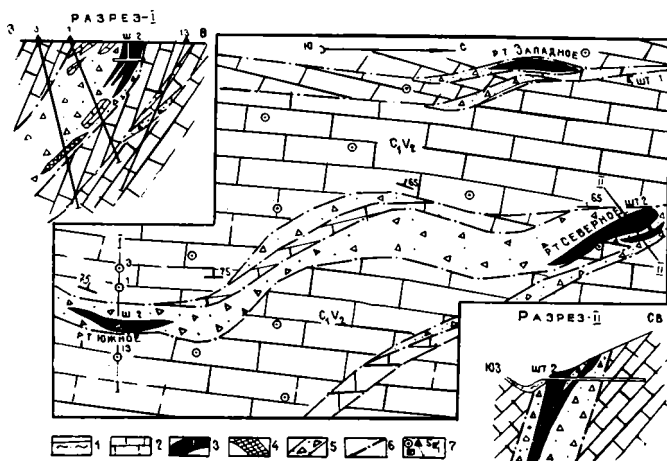 РАЗРЕЗ-I
З В
3 1 Ш 2 13
Ю С
РТ ЗАПАДНОЕ
ШТ 1
C₁V₂
65
65
II
ШТ 2
РТ СЕВЕРНОЕ
II
75
75
3
1
Ш 2
РТ ЮЖНОЕ
13
C₁V₂
РАЗРЕЗ-II
ЮЗ СВ
ШТ 2
1 2 3 4 5 6 7